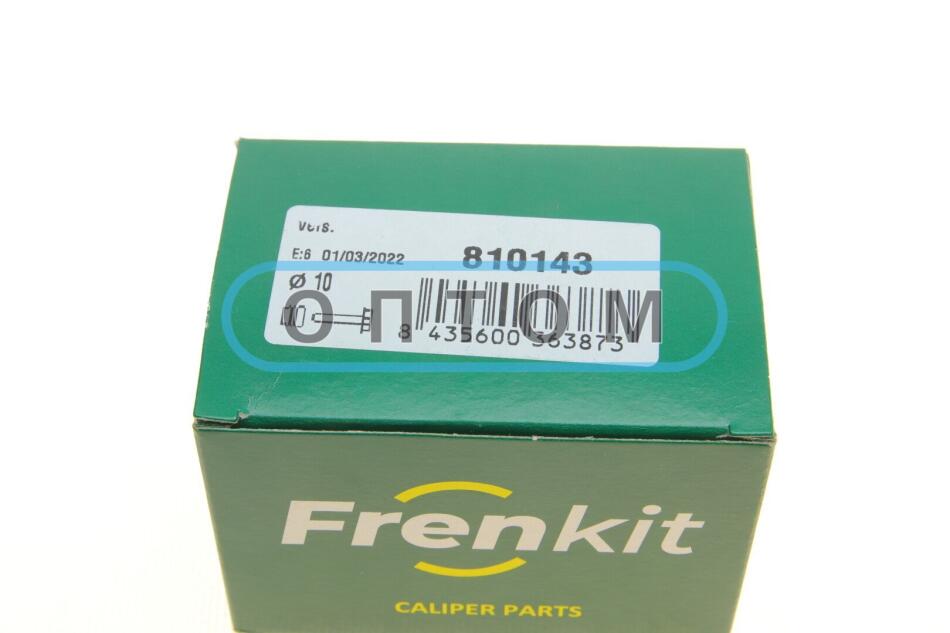 Vers.
E:6 01/03/2022 810143
Ø 10
ОПТОМ
8 435600 363873
Frenkit
CALIPER PARTS